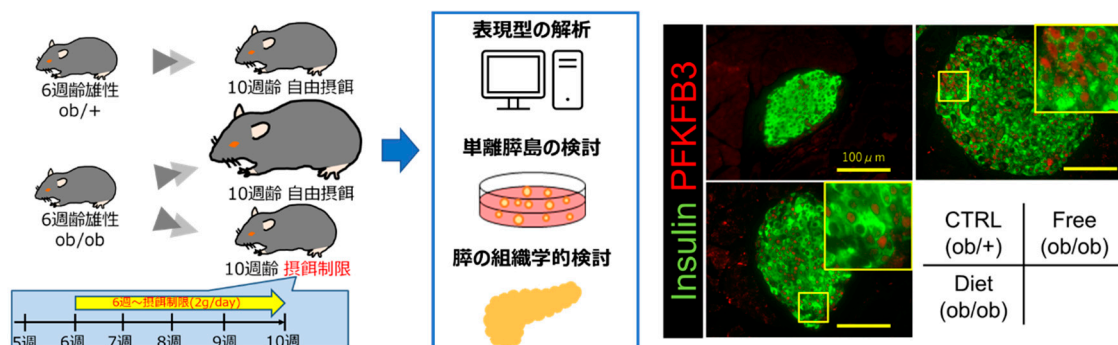 6週齢雄性
ob/+
10週齢 自由摂餌
6週齢雄性
ob/ob
10週齢 自由摂餌
10週齢 摂餌制限
6週～摂餌制限(2g/day)
5週
6週
7週
8週
9週
10週
表現型の解析
単離膵島の検討
膵の組織学的検討
Insulin PFKFB3
100μm
CTRL
(ob/+)
Free
(ob/ob)
Diet
(ob/ob)